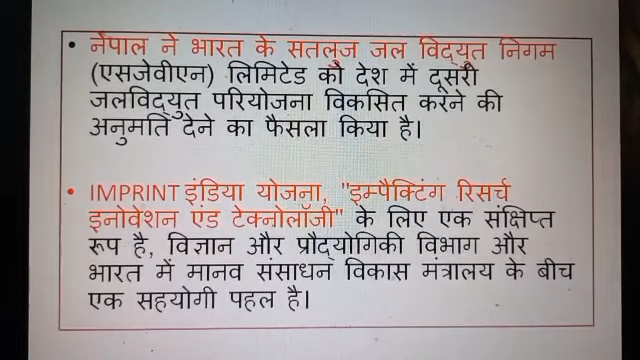 • नेपाल ने भारत के सतलुज जल विद्युत निगम
(एसजेवीएन) लिमिटेड को देश में दूसरी
जलविद्युत परियोजना विकसित करने की
अनुमति देने का फैसला किया है।
• IMPRINT इंडिया योजना, "इम्पैक्टिंग रिसर्च
इनोवेशन एंड टेक्नोलॉजी" के लिए एक संक्षिप्त
रूप है, विज्ञान और प्रौद्योगिकी विभाग और
भारत में मानव संसाधन विकास मंत्रालय के बीच
एक सहयोगी पहल है।